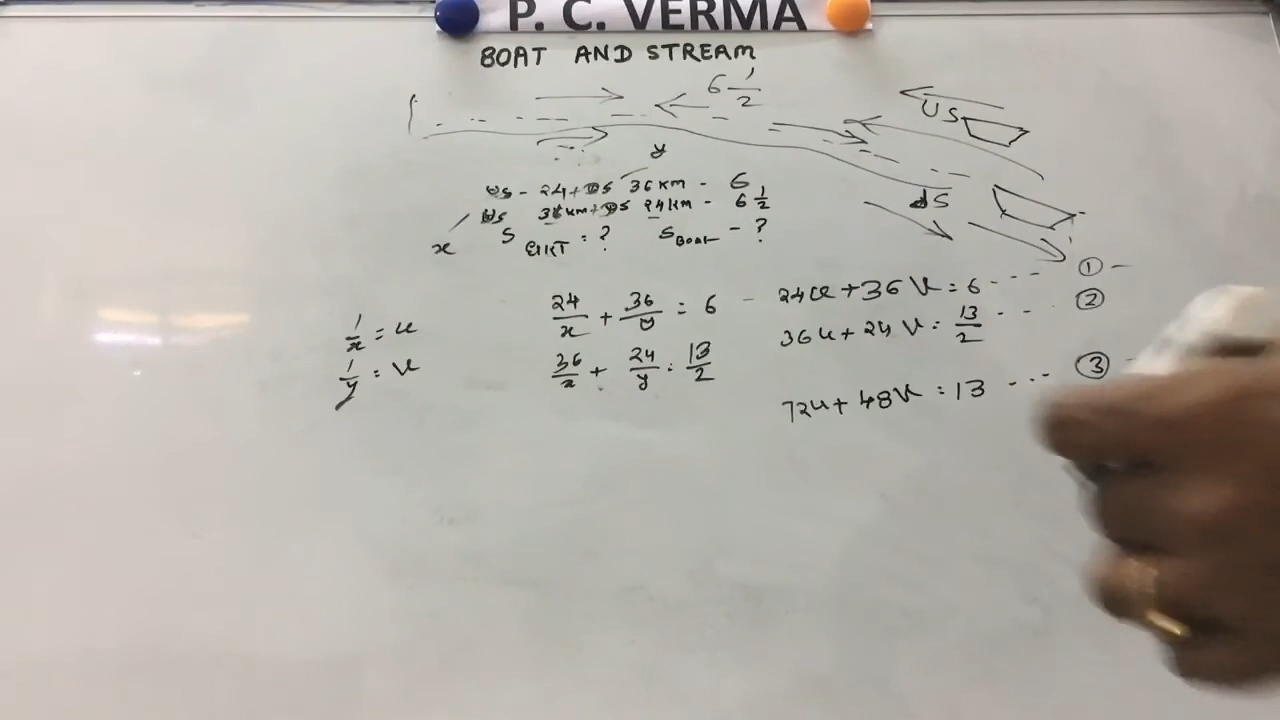 P. C. VERMA
BOAT AND STREAM
6 1/2
US
y
US - 24 + DS 36 km - 6
US 36 km + DS 24 km - 6 1/2
dS
x
S = ? S Boat - ?
24/x + 36/y = 6 - 24u + 36v = 6 --- ①
1/x = u
36u + 24v = 13/2 --- ②
1/y = v
36/x + 24/y = 13/2
72u + 48v = 13 --- ③